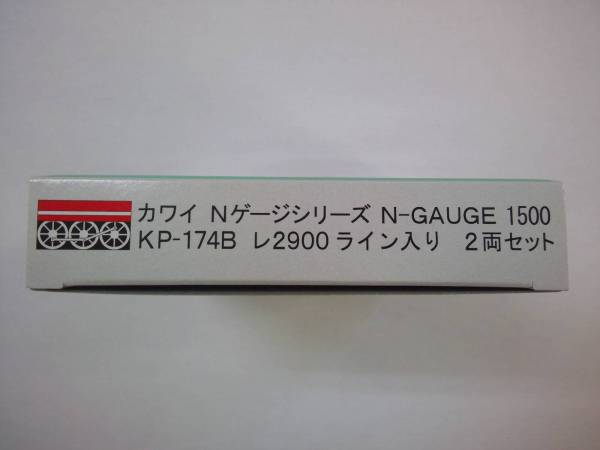 カワイ Nゲージシリーズ N-GAUGE 1500
KP-174B レ2900ライン入り 2両セット